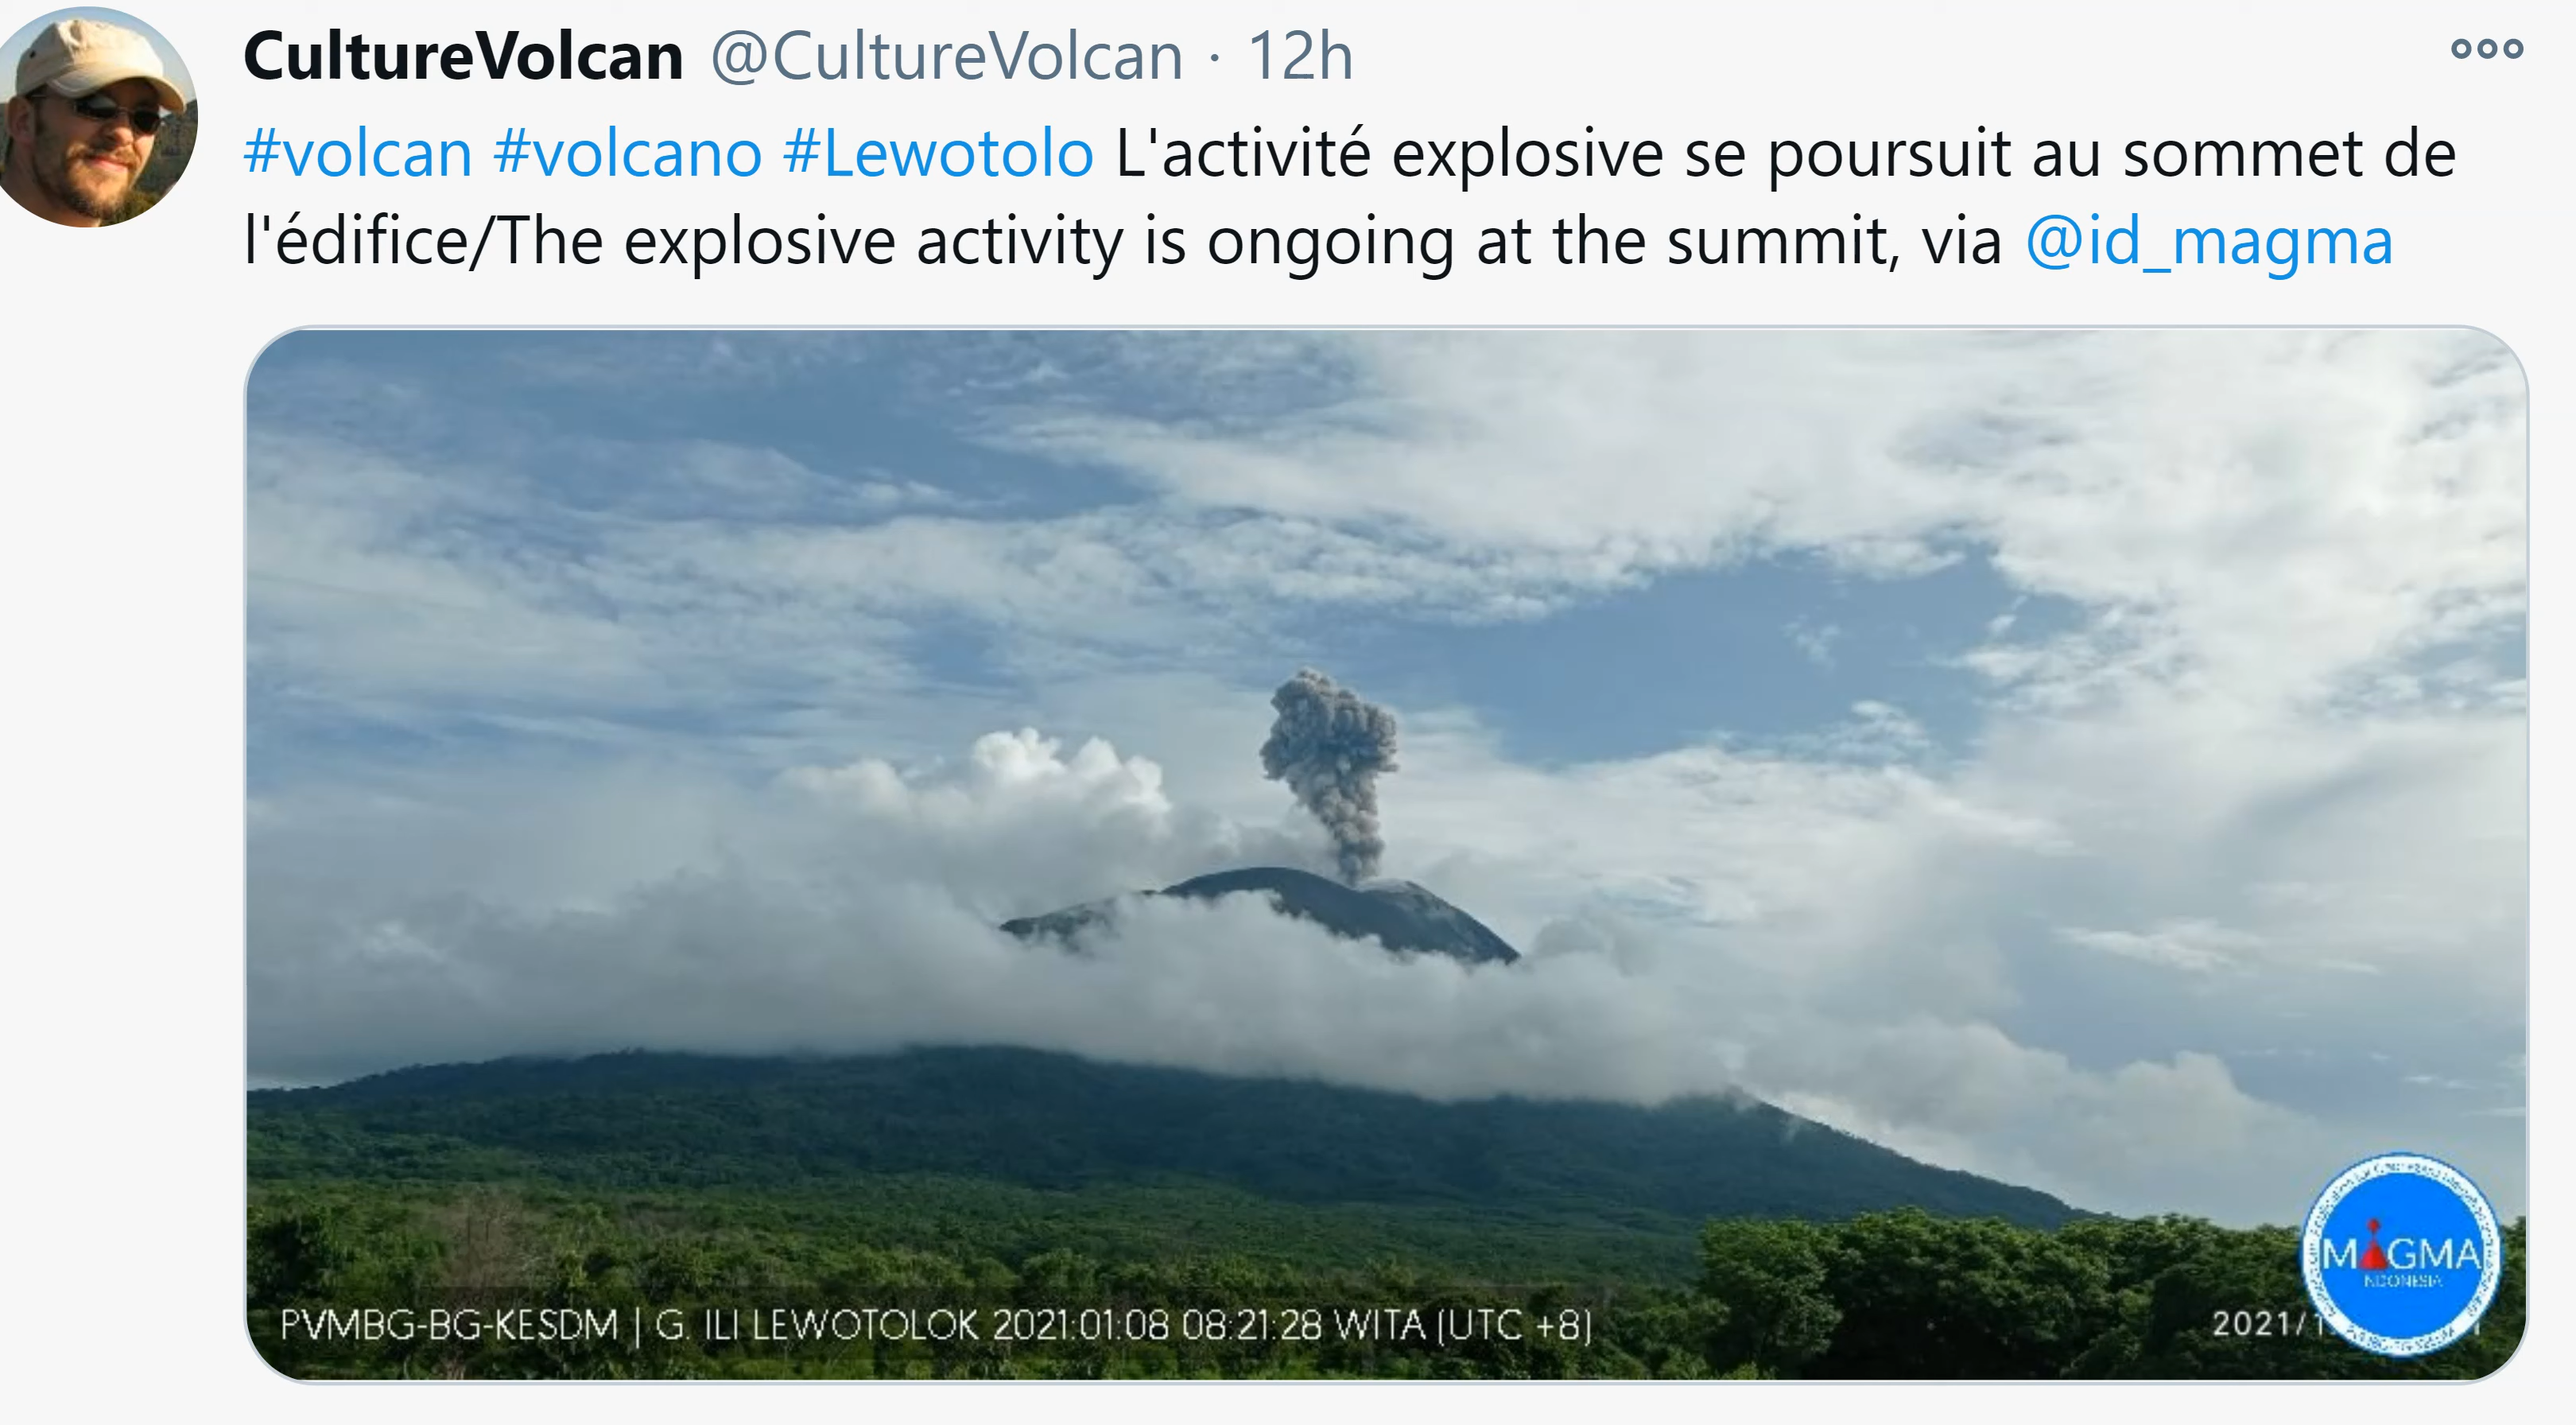 CultureVolcan @CultureVolcan · 12h
#volcan #volcano #Lewotolo L'activité explosive se poursuit au sommet de
l'édifice/The explosive activity is ongoing at the summit, via @id_magma
MAGMA
INDONESIA
PVMBG-BG-KESDM | G. ILI LEWOTOLOK 2021:01:08 08:21:28 WITA (UTC +8)
2021/1